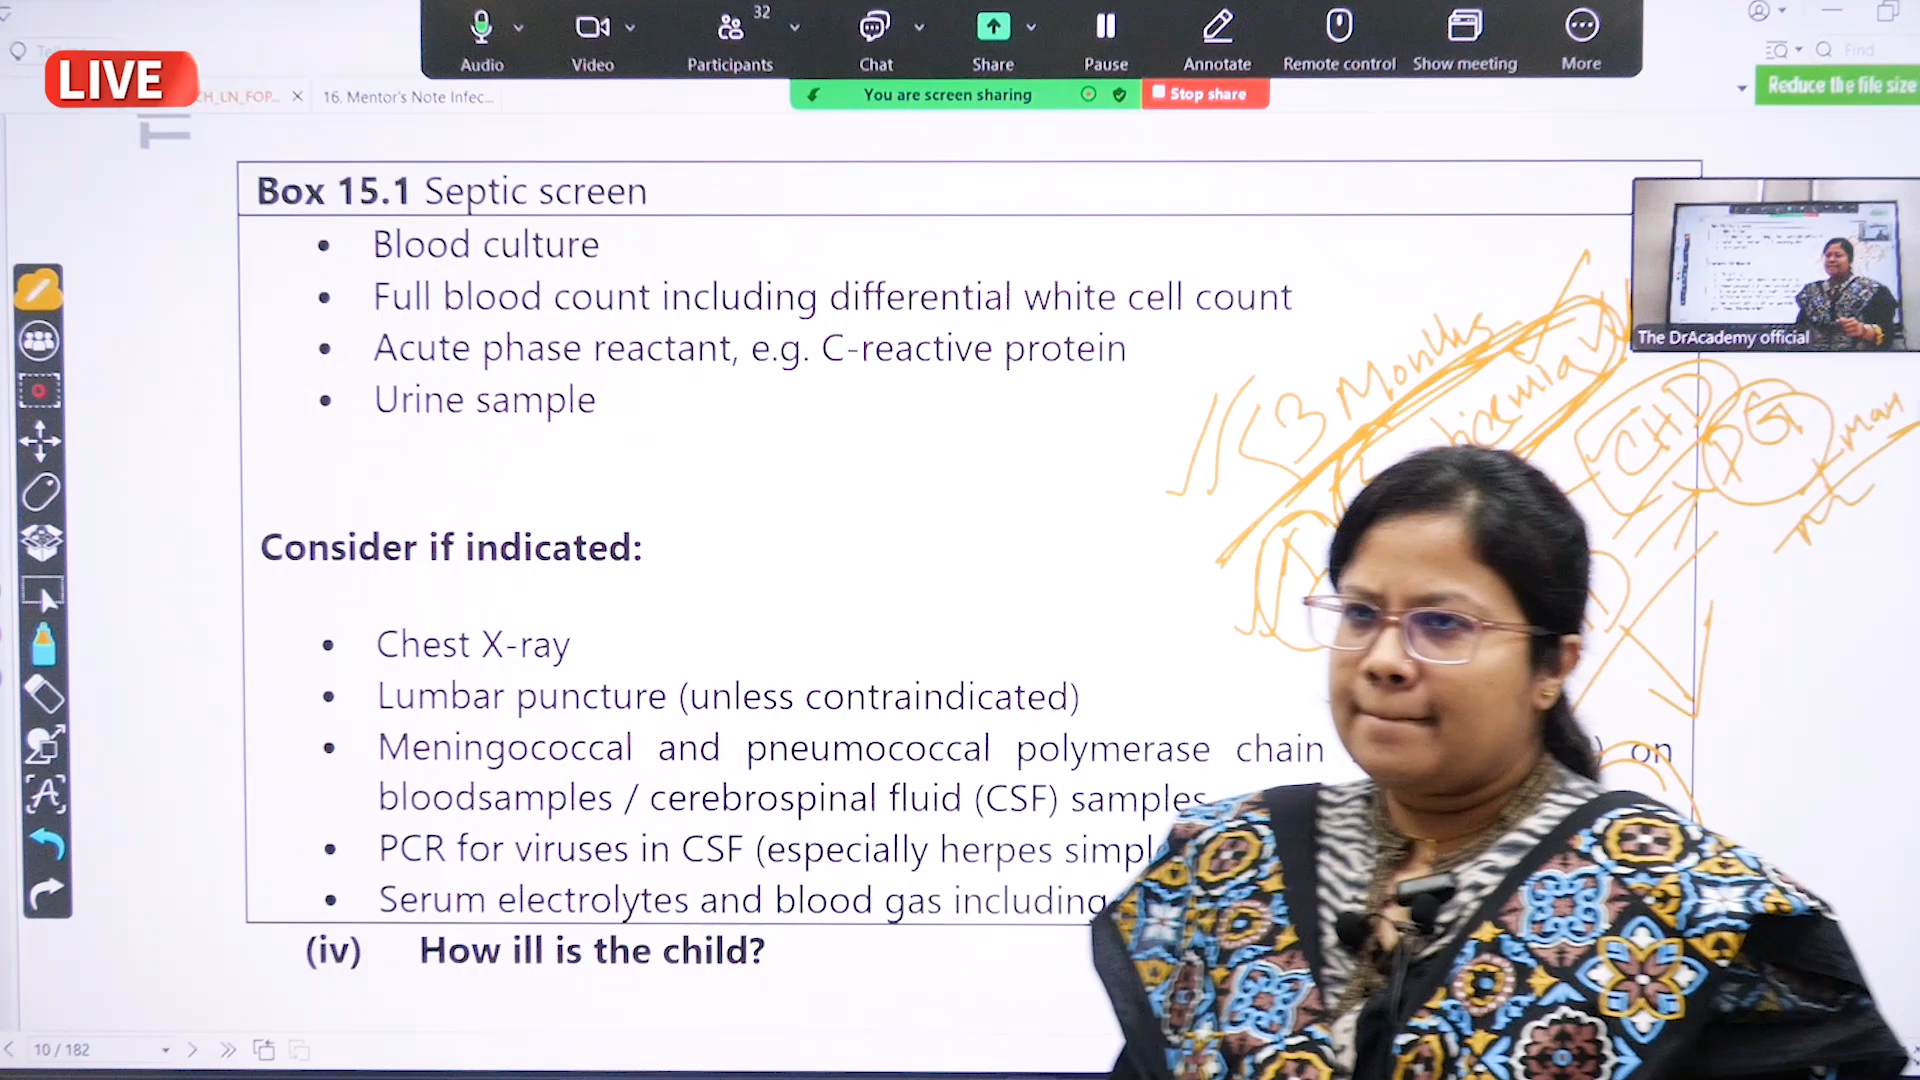 32
Audio
Video
Participants
Chat
Share
Pause
Annotate
Remote control
Show meeting
More
LIVE
CH_LN_FOP...
16. Mentor's Note Infec...
You are screen sharing
Stop share
Find
Reduce the file size
Box 15.1 Septic screen
• Blood culture
• Full blood count including differential white cell count
• Acute phase reactant, e.g. C-reactive protein
• Urine sample
<3 Months
CHD
The DrAcademy official
Consider if indicated:
• Chest X-ray
• Lumbar puncture (unless contraindicated)
• Meningococcal and pneumococcal polymerase chain ) on
bloodsamples / cerebrospinal fluid (CSF) samples
• PCR for viruses in CSF (especially herpes simpl
• Serum electrolytes and blood gas including
(iv) How ill is the child?
10 / 182